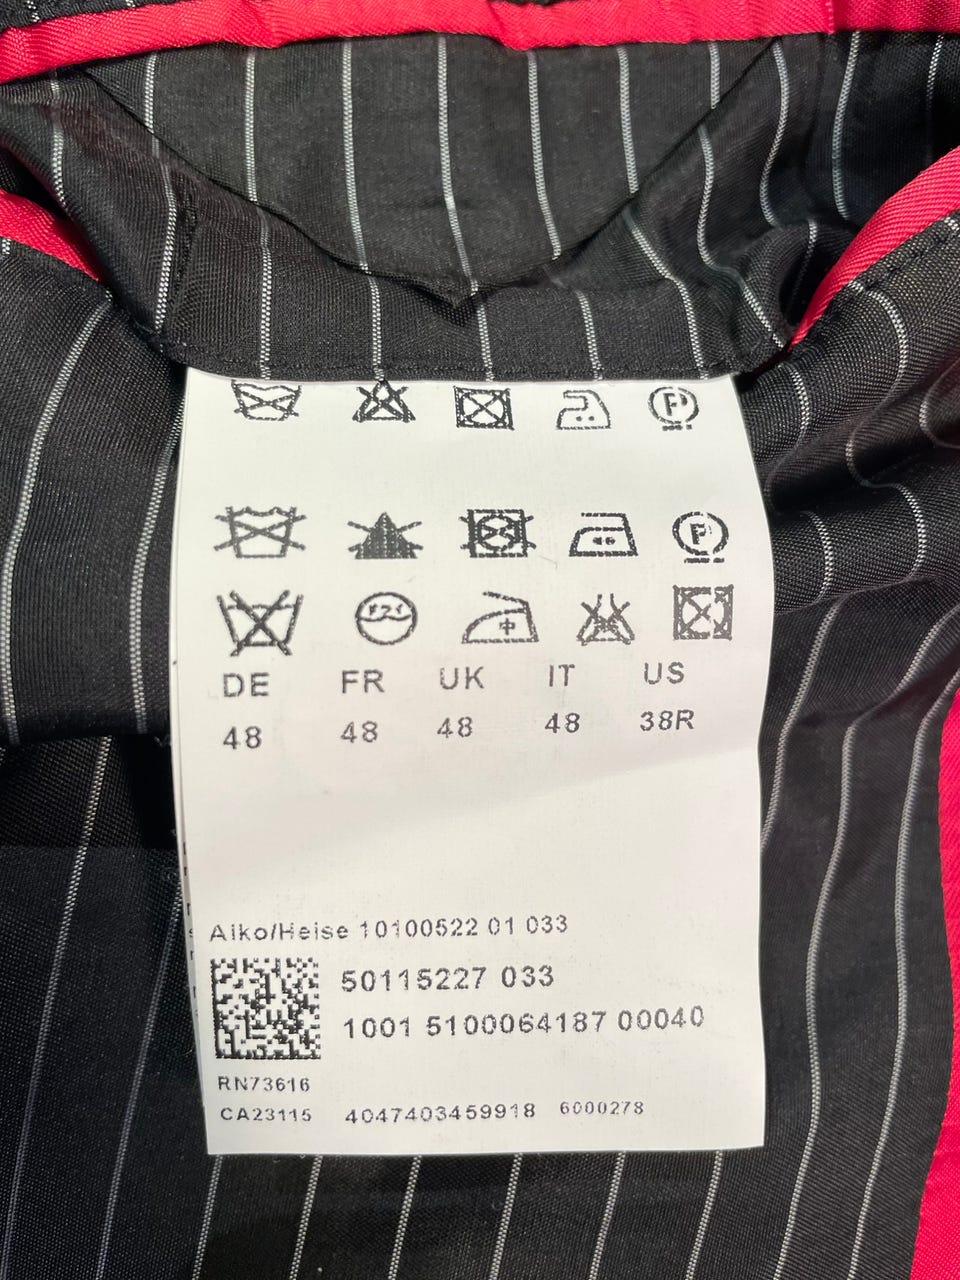 DE FR UK IT US
48 48 48 48 38R
Aiko/Heise 10100522 01 033
50115227 033
1001 5100064187 00040
RN73616
CA23115 4047403459918 6000278